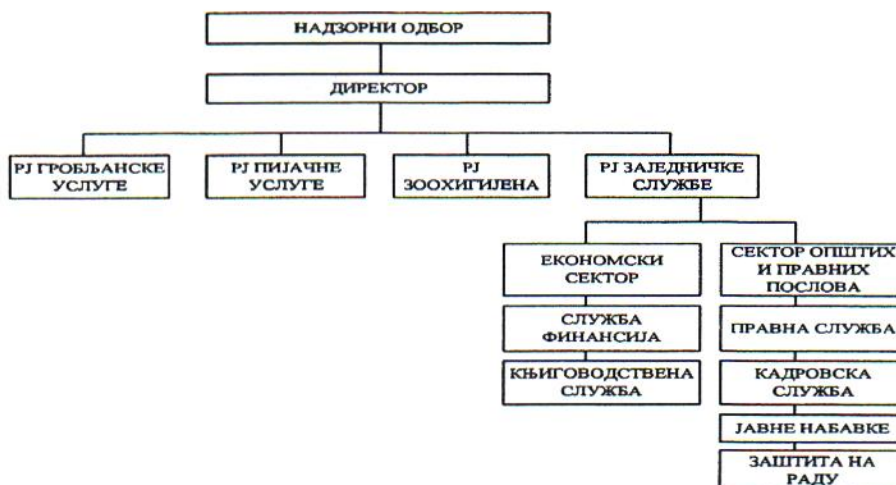 НАДЗОРНИ ОДБОР
ДИРЕКТОР
РЈ ГРОБЉАНСКЕ
УСЛУГЕ
РЈ ПИЈАЧНЕ
УСЛУГЕ
РЈ
ЗООХИГИЈЕНА
РЈ ЗАЈЕДНИЧКЕ
СЛУЖБЕ
ЕКОНОМСКИ
СЕКТОР
СЛУЖБА
ФИНАНСИЈА
КЊИГОВОДСТВЕНА
СЛУЖБА
СЕКТОР ОПШТИХ
И ПРАВНИХ
ПОСЛОВА
ПРАВНА СЛУЖБА
КАДРОВСКА
СЛУЖБА
ЈАВНЕ НАБАВКЕ
ЗАШТИТА НА
РАДУ